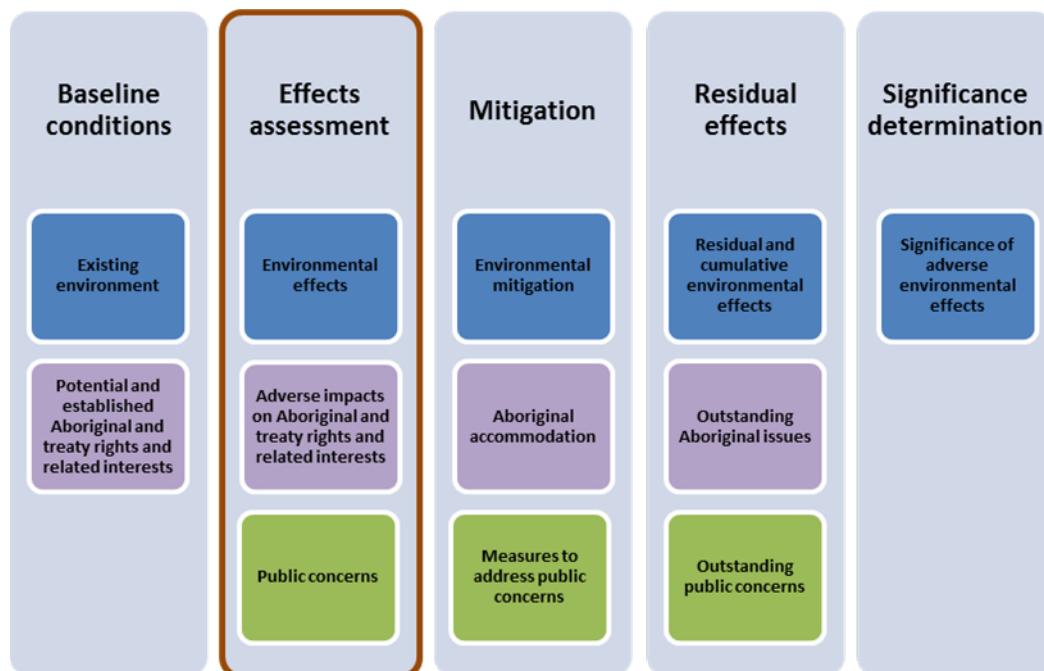 Baseline
conditions
Existing
environment
Potential and
established
Aboriginal and
treaty rights and
related interests
Effects
assessment
Environmental
effects
Adverse impacts
on Aboriginal and
treaty rights and
related interests
Public concerns
Mitigation
Environmental
mitigation
Aboriginal
accommodation
Measures to
address public
concerns
Residual
effects
Residual and
cumulative
environmental
effects
Outstanding
Aboriginal issues
Outstanding
public concerns
Significance
determination
Significance of
adverse
environmental
effects